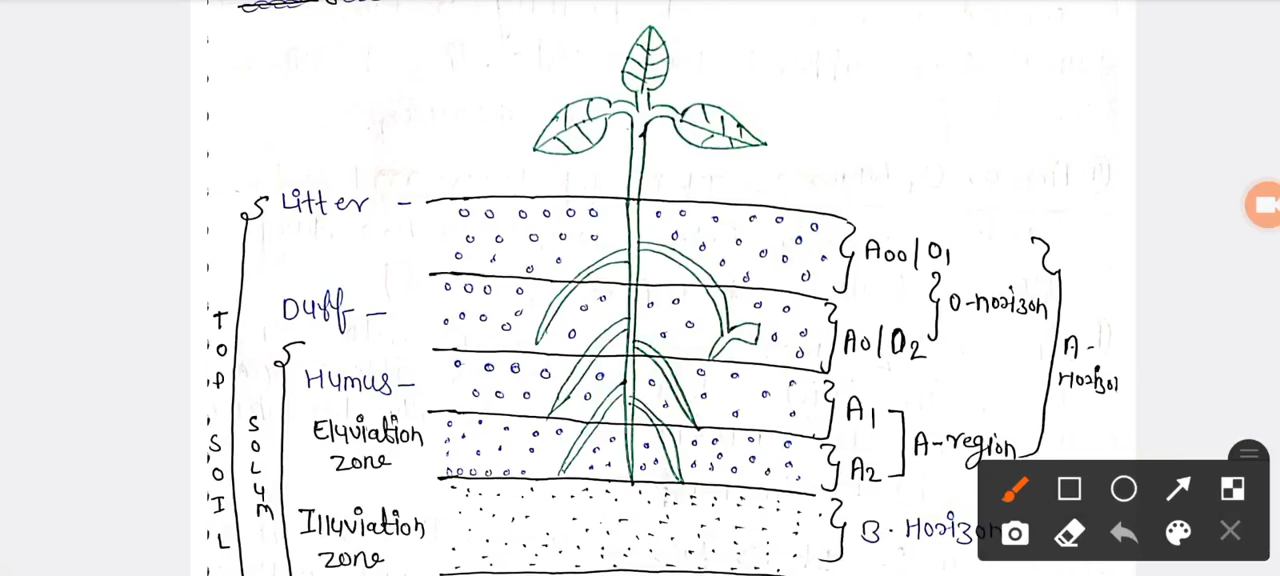 Litter -
A00/O1
Duff -
O-horizon
A0/O2
A-
Horizon
Humus -
A1
Eluviation
zone
A-region
A2
Illuviation
zone
B. Horizon
TOP SOIL
SOLUM